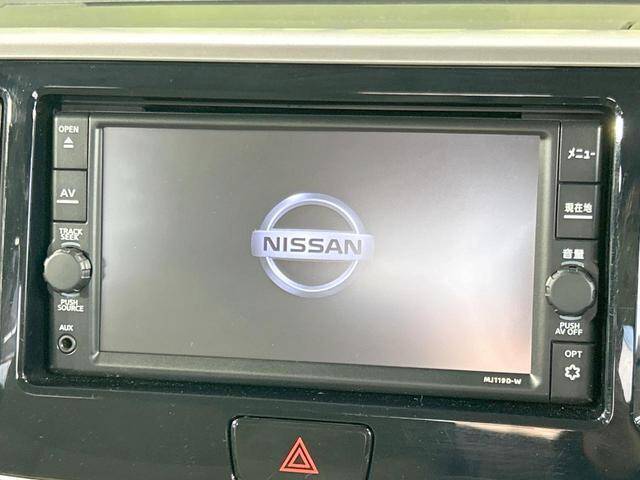 OPEN
AV
TRACK
SEEK
PUSH
SOURCE
AUX
NISSAN
メニュー
現在地
音量
PUSH
AV OFF
OPT
MJ119D-W